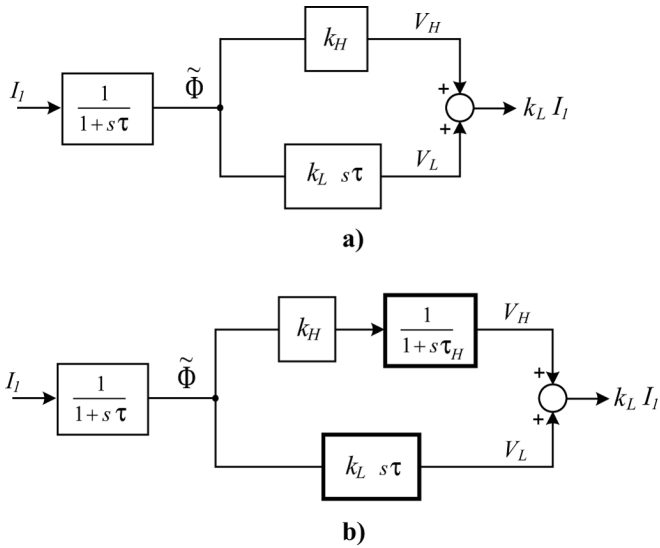 k_H
V_H
I_1
1
1+sτ
Φ̃
+
+
k_L I_1
k_L sτ
V_L
a)
k_H
1
1+sτ_H
V_H
I_1
1
1+sτ
Φ̃
+
+
k_L I_1
k_L sτ
V_L
b)